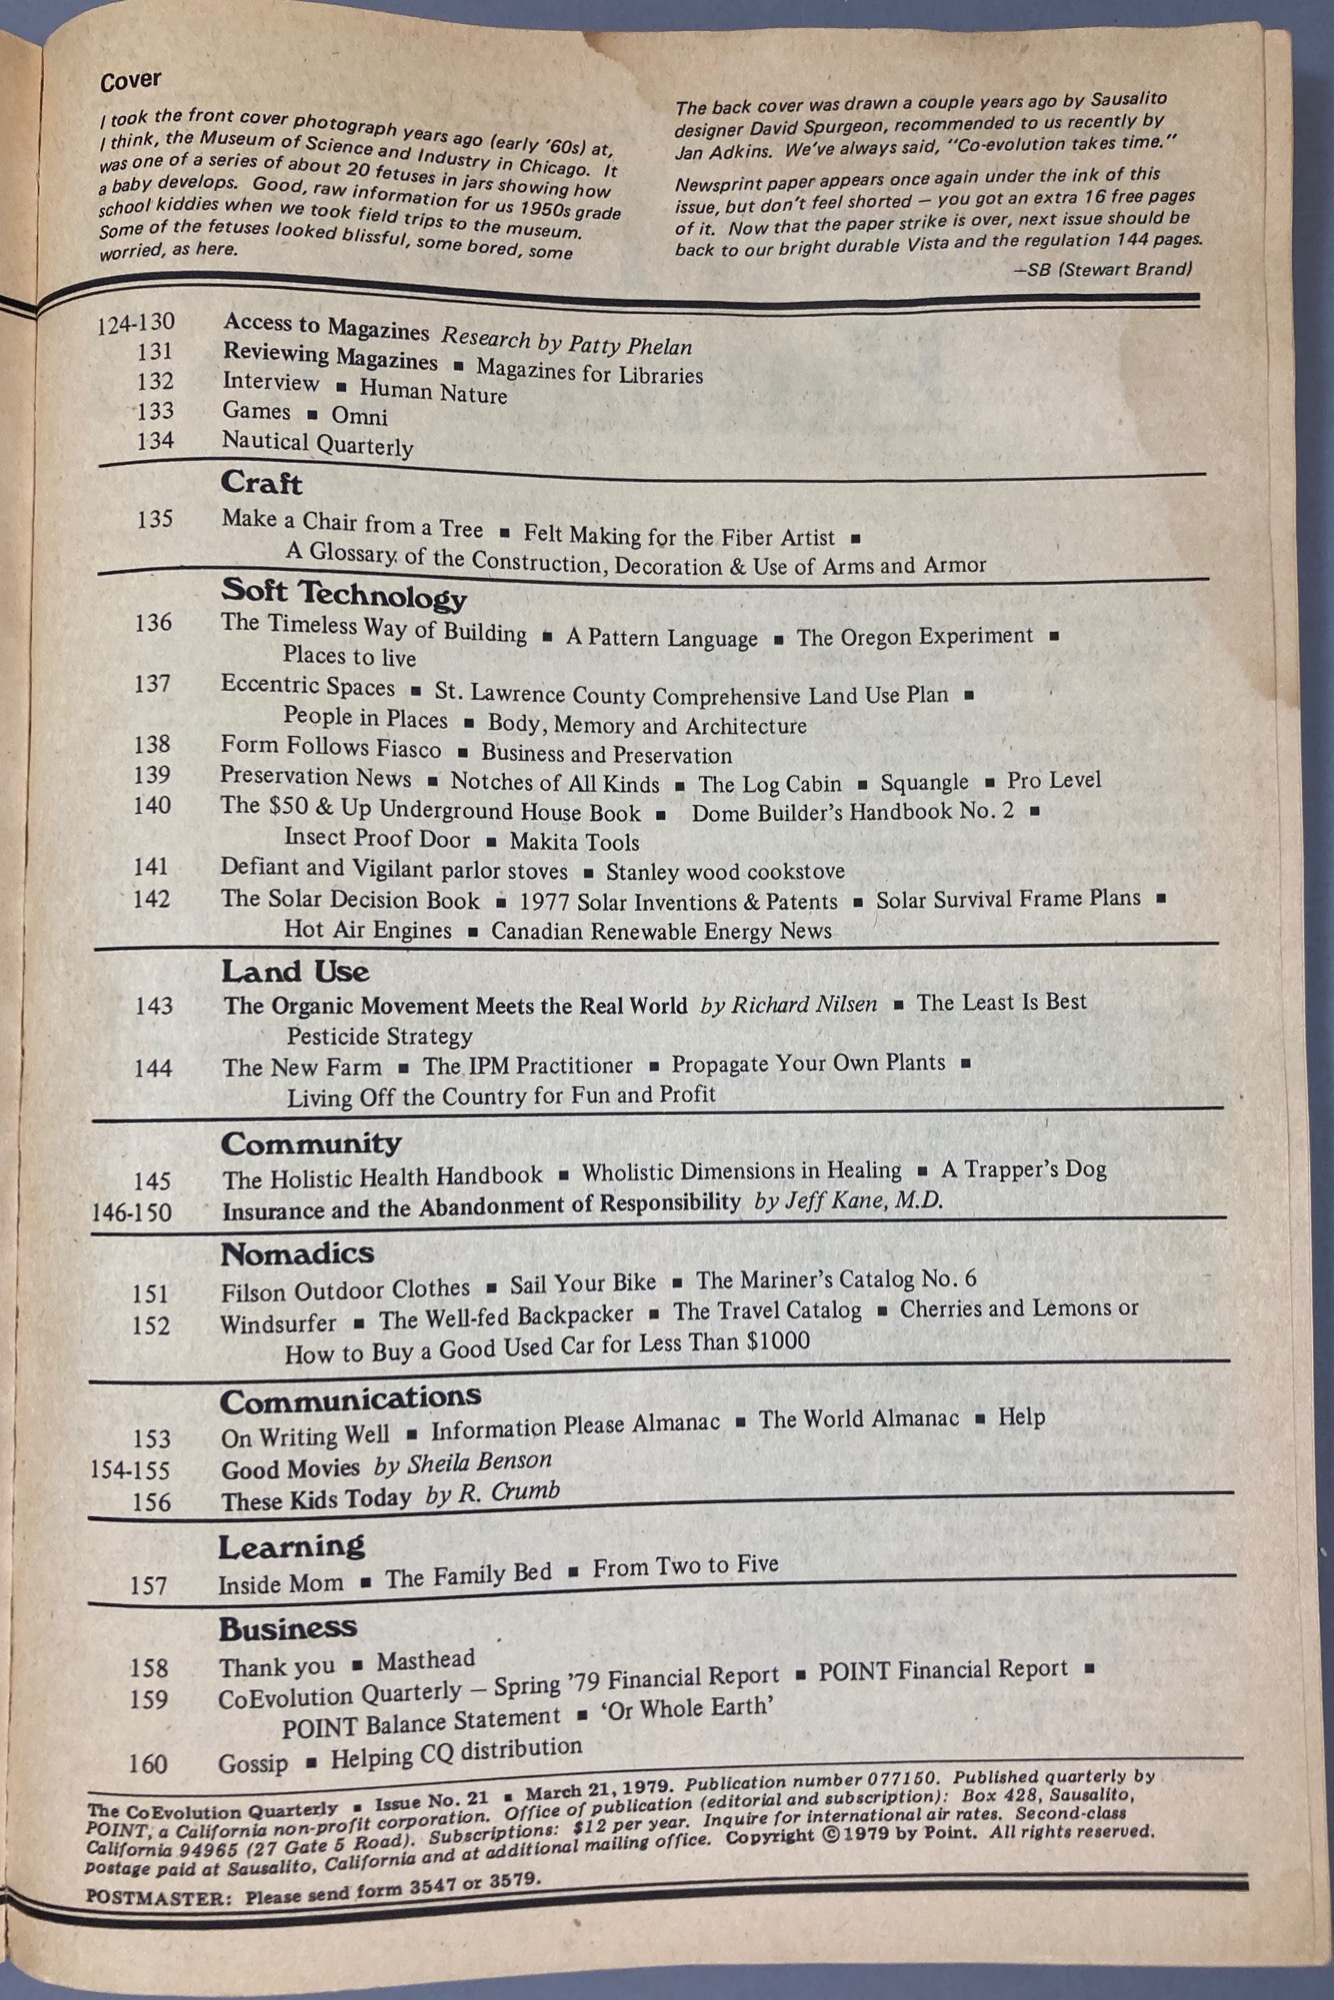 Cover
I took the front cover photograph years ago (early '60s) at,
I think, the Museum of Science and Industry in Chicago. It
was one of a series of about 20 fetuses in jars showing how
a baby develops. Good, raw information for us 1950s grade
school kiddies when we took field trips to the museum.
Some of the fetuses looked blissful, some bored, some
worried, as here.
The back cover was drawn a couple years ago by Sausalito
designer David Spurgeon, recommended to us recently by
Jan Adkins. We've always said, "Co-evolution takes time."
Newsprint paper appears once again under the ink of this
issue, but don't feel shorted — you got an extra 16 free pages
of it. Now that the paper strike is over, next issue should be
back to our bright durable Vista and the regulation 144 pages.
—SB (Stewart Brand)
124-130 Access to Magazines Research by Patty Phelan
131 Reviewing Magazines ■ Magazines for Libraries
132 Interview ■ Human Nature
133 Games ■ Omni
134 Nautical Quarterly
Craft
135 Make a Chair from a Tree ■ Felt Making for the Fiber Artist ■
A Glossary of the Construction, Decoration & Use of Arms and Armor
Soft Technology
136 The Timeless Way of Building ■ A Pattern Language ■ The Oregon Experiment ■
Places to live
137 Eccentric Spaces ■ St. Lawrence County Comprehensive Land Use Plan ■
People in Places ■ Body, Memory and Architecture
138 Form Follows Fiasco ■ Business and Preservation
139 Preservation News ■ Notches of All Kinds ■ The Log Cabin ■ Squangle ■ Pro Level
140 The $50 & Up Underground House Book ■ Dome Builder's Handbook No. 2 ■
Insect Proof Door ■ Makita Tools
141 Defiant and Vigilant parlor stoves ■ Stanley wood cookstove
142 The Solar Decision Book ■ 1977 Solar Inventions & Patents ■ Solar Survival Frame Plans ■
Hot Air Engines ■ Canadian Renewable Energy News
Land Use
143 The Organic Movement Meets the Real World by Richard Nilsen ■ The Least Is Best
Pesticide Strategy
144 The New Farm ■ The IPM Practitioner ■ Propagate Your Own Plants ■
Living Off the Country for Fun and Profit
Community
145 The Holistic Health Handbook ■ Wholistic Dimensions in Healing ■ A Trapper's Dog
146-150 Insurance and the Abandonment of Responsibility by Jeff Kane, M.D.
Nomadics
151 Filson Outdoor Clothes ■ Sail Your Bike ■ The Mariner's Catalog No. 6
152 Windsurfer ■ The Well-fed Backpacker ■ The Travel Catalog ■ Cherries and Lemons or
How to Buy a Good Used Car for Less Than $1000
Communications
153 On Writing Well ■ Information Please Almanac ■ The World Almanac ■ Help
154-155 Good Movies by Sheila Benson
156 These Kids Today by R. Crumb
Learning
157 Inside Mom ■ The Family Bed ■ From Two to Five
Business
158 Thank you ■ Masthead
159 CoEvolution Quarterly — Spring '79 Financial Report ■ POINT Financial Report ■
POINT Balance Statement ■ 'Or Whole Earth'
160 Gossip ■ Helping CQ distribution
The CoEvolution Quarterly ■ Issue No. 21 ■ March 21, 1979. Publication number 077150. Published quarterly by
POINT, a California non-profit corporation. Office of publication (editorial and subscription): Box 428, Sausalito,
California 94965 (27 Gate 5 Road). Subscriptions: $12 per year. Inquire for international air rates. Second-class
postage paid at Sausalito, California and at additional mailing office. Copyright ©1979 by Point. All rights reserved.
POSTMASTER: Please send form 3547 or 3579.